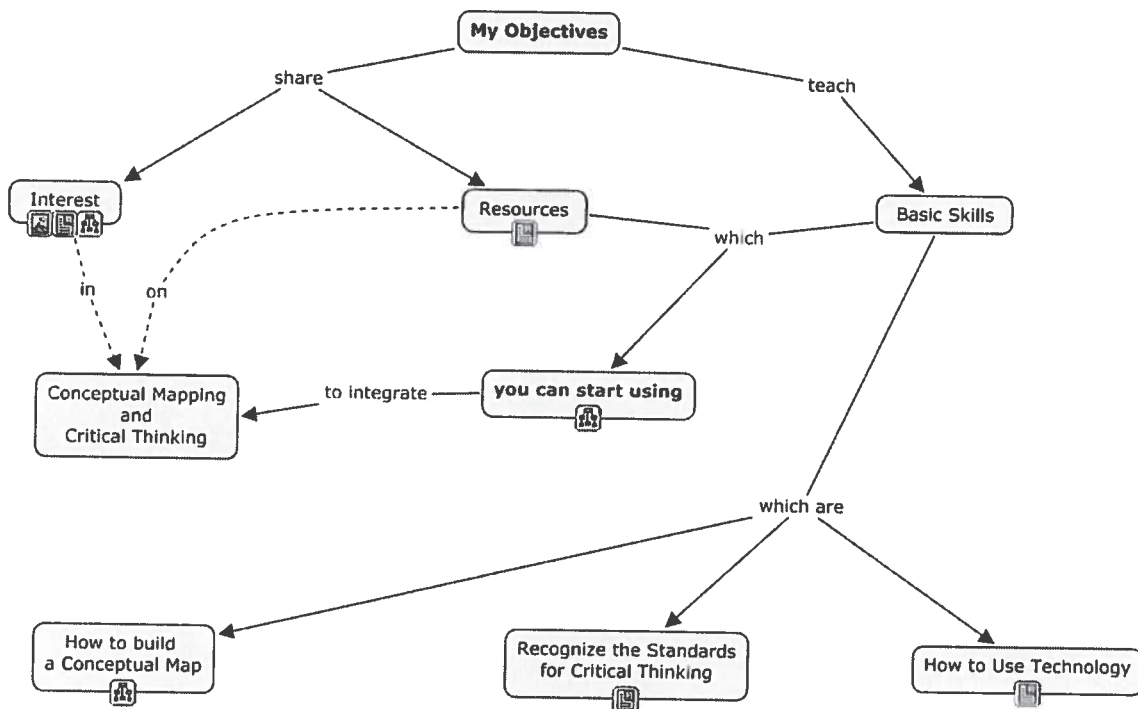 My Objectives
share
teach
Interest
Resources
Basic Skills
which
in
on
Conceptual Mapping
and
Critical Thinking
to integrate
you can start using
which are
How to build
a Conceptual Map
Recognize the Standards
for Critical Thinking
How to Use Technology